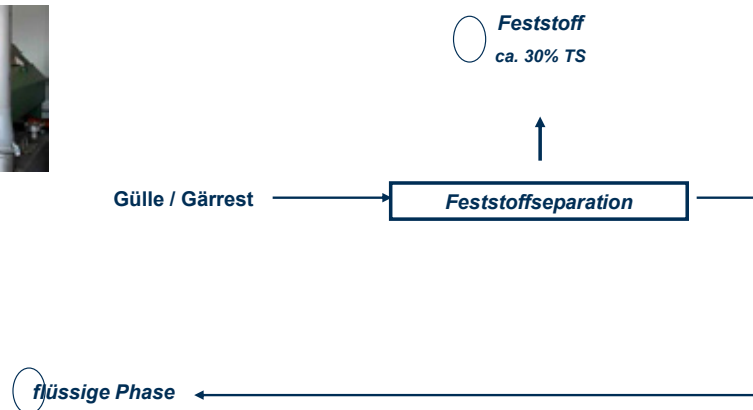 Feststoff
ca. 30% TS
Gülle / Gärrest
Feststoffseparation
flüssige Phase